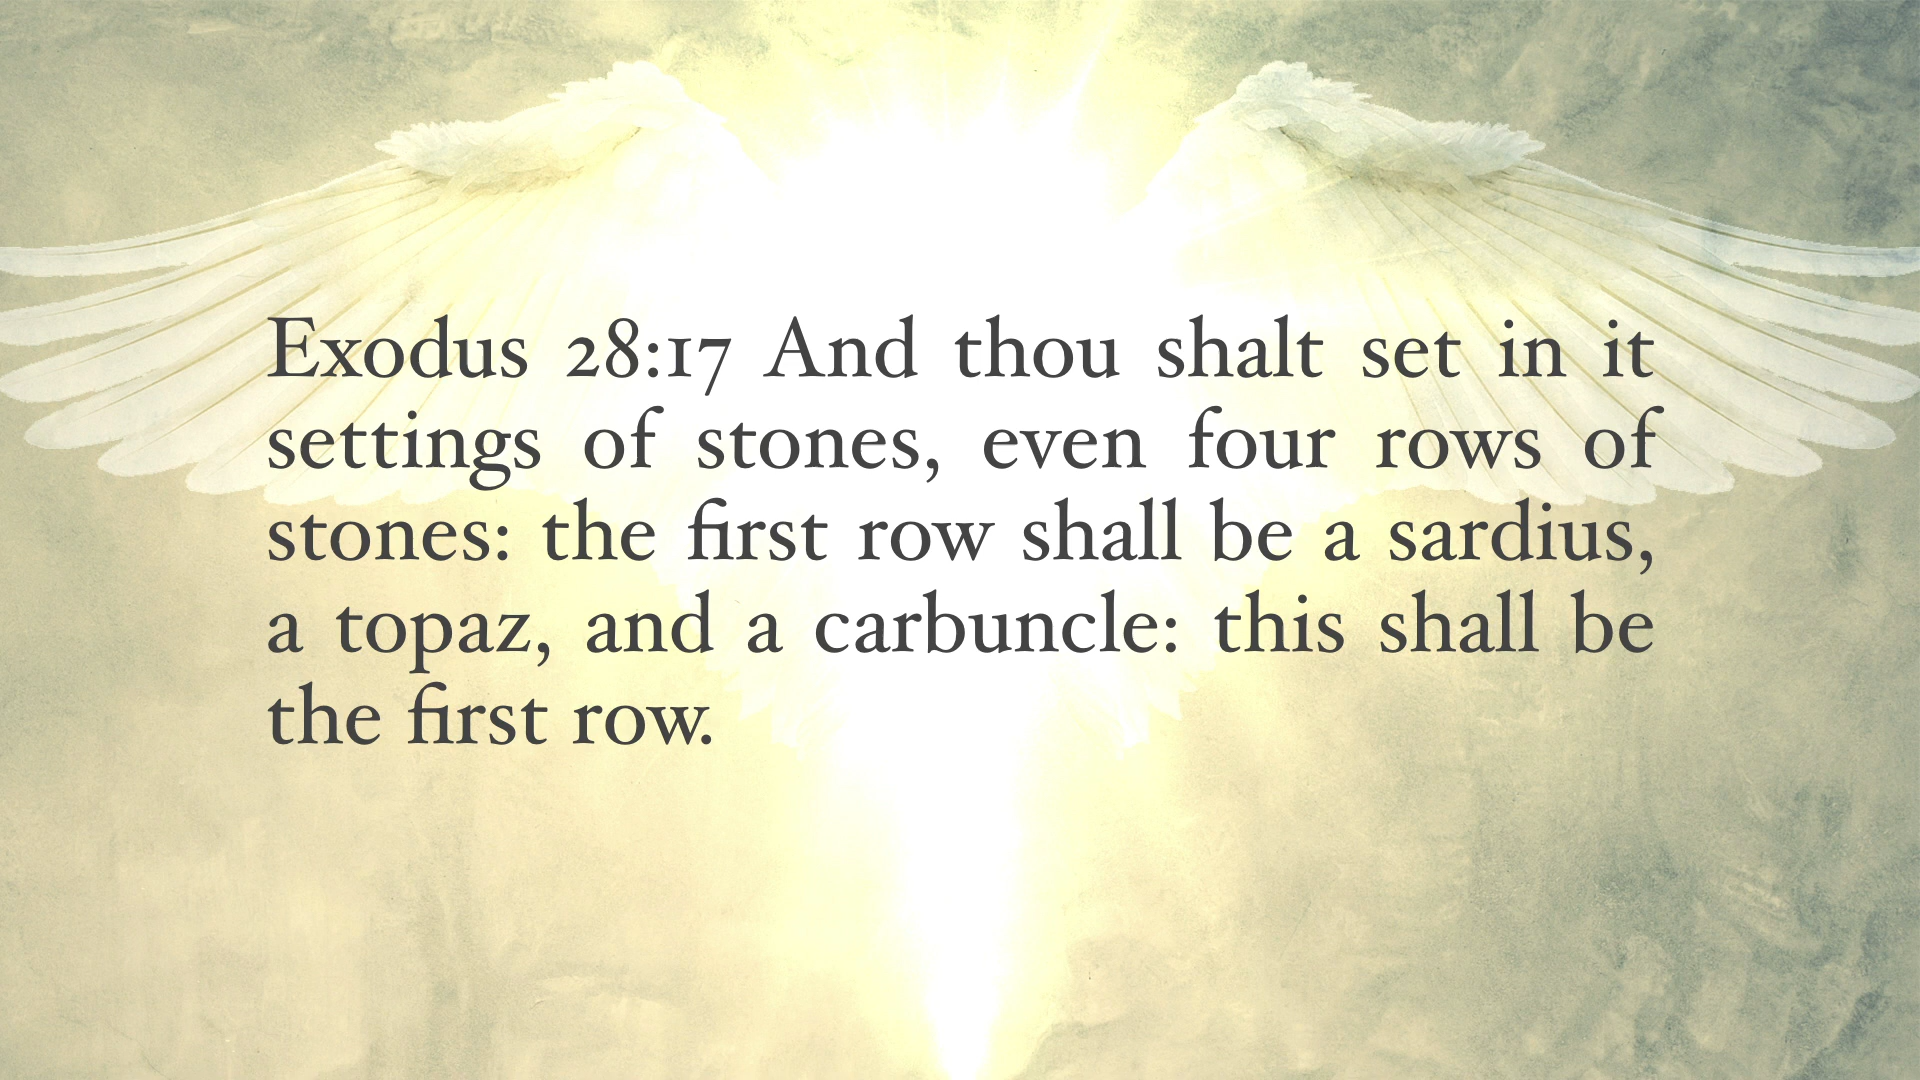 Exodus 28:17 And thou shalt set in it
settings of stones, even four rows of
stones: the first row shall be a sardius,
a topaz, and a carbuncle: this shall be
the first row.